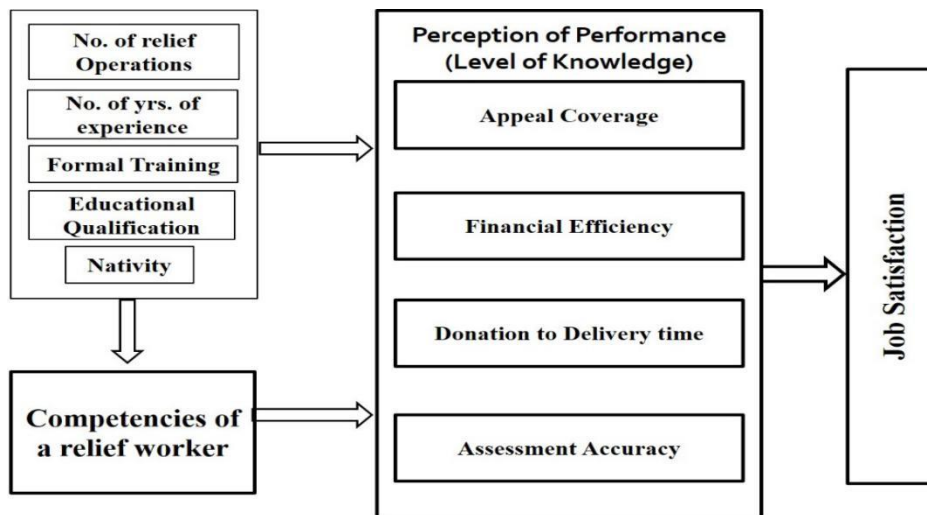 No. of relief
Operations
No. of yrs. of
experience
Formal Training
Educational
Qualification
Nativity
Competencies of
a relief worker
Perception of Performance
(Level of Knowledge)
Appeal Coverage
Financial Efficiency
Donation to Delivery time
Assessment Accuracy
Job Satisfaction